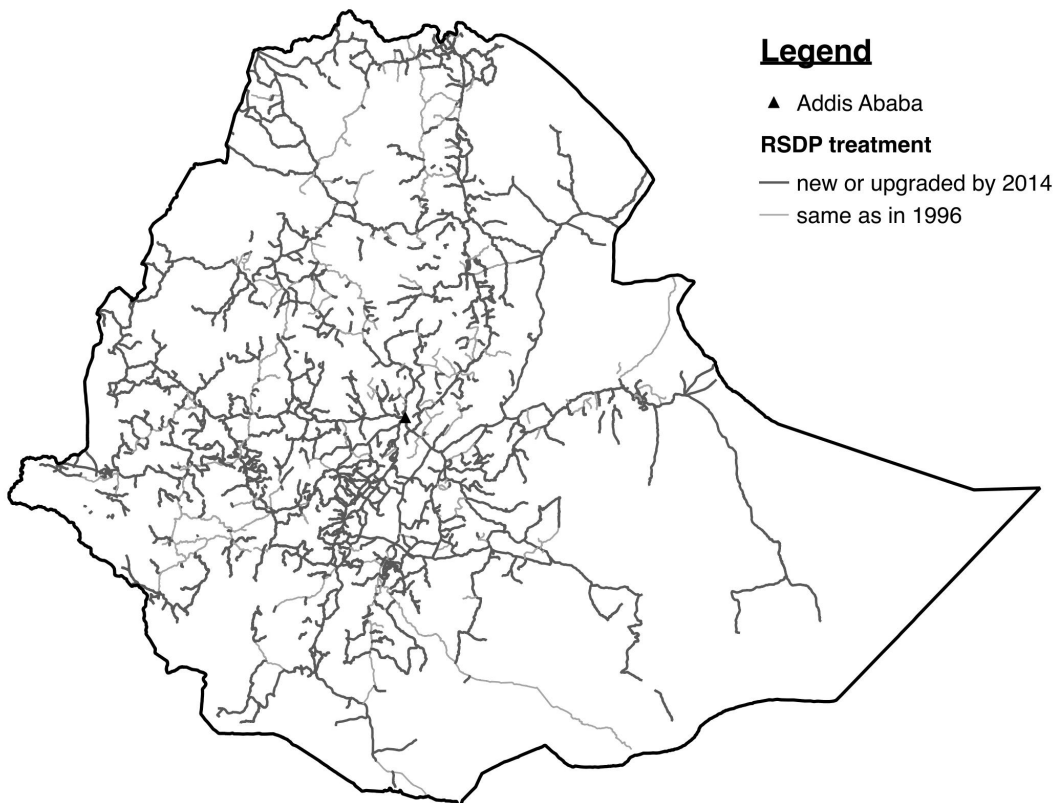 Legend
Addis Ababa
RSDP treatment
new or upgraded by 2014
same as in 1996